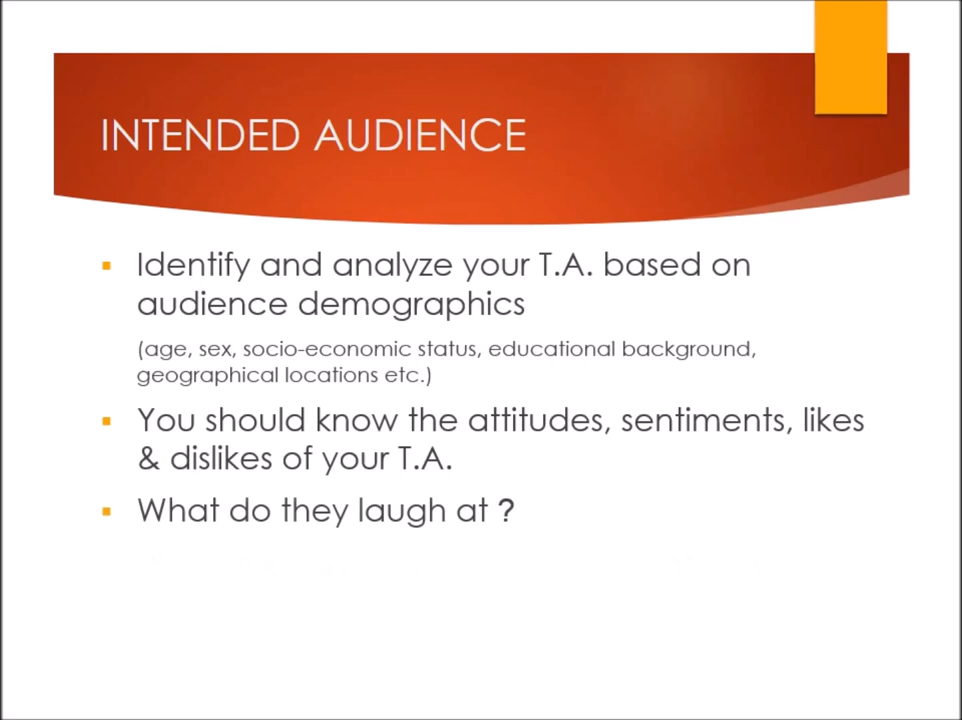 INTENDED AUDIENCE
Identify and analyze your T.A. based on
audience demographics
(age, sex, socio-economic status, educational background,
geographical locations etc.)
You should know the attitudes, sentiments, likes
& dislikes of your T.A.
What do they laugh at ?